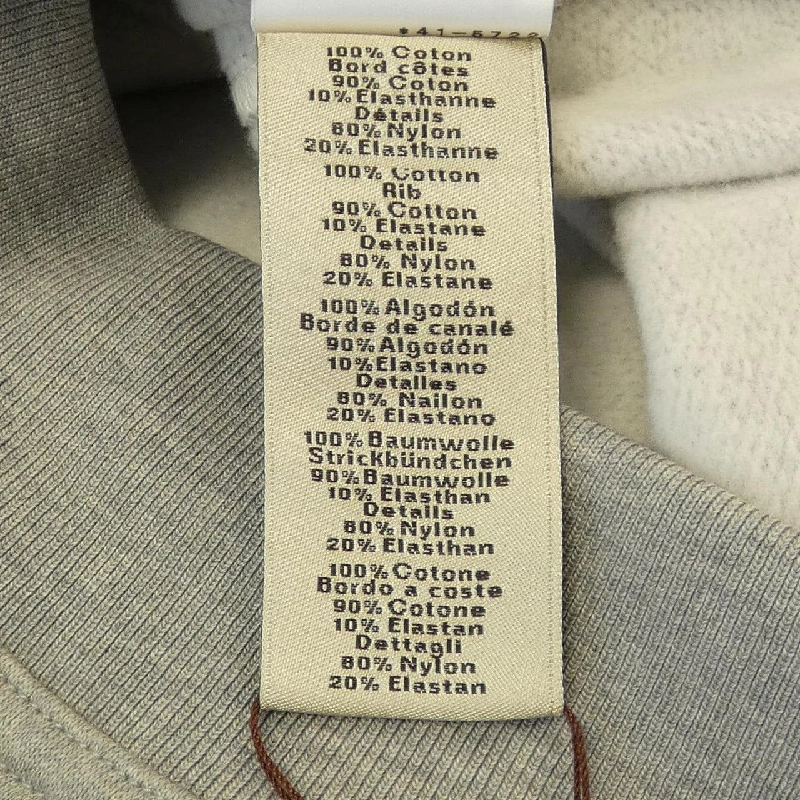 *41-5722
100% Coton
Bord côtes
90% Coton
10% Elasthanne
Détails
80% Nylon
20% Elasthanne
100% Cotton
Rib
90% Cotton
10% Elastane
Details
80% Nylon
20% Elastane
100% Algodón
Borde de canalé
90% Algodón
10% Elastano
Detalles
80% Nailon
20% Elastano
100% Baumwolle
Strickbündchen
90% Baumwolle
10% Elasthan
Details
80% Nylon
20% Elasthan
100% Cotone
Bordo a coste
90% Cotone
10% Elastan
Dettagli
80% Nylon
20% Elastan